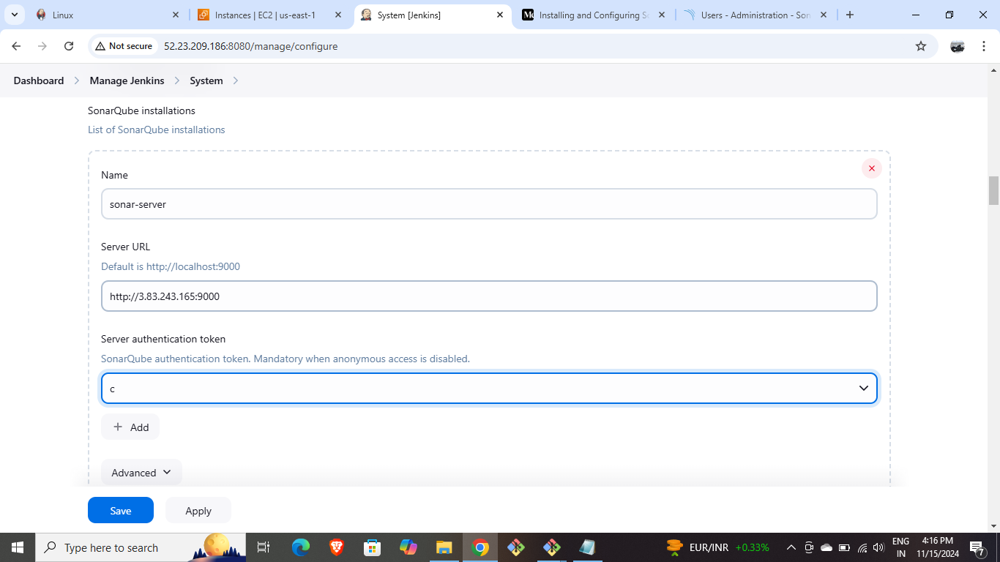 Linux
Instances | EC2 | us-east-1
System [Jenkins]
Installing and Configuring S
Users - Administration - Son
Not secure
52.23.209.186:8080/manage/configure
Dashboard
Manage Jenkins
System
SonarQube installations
List of SonarQube installations
Name
sonar-server
Server URL
Default is http://localhost:9000
http://3.83.243.165:9000
Server authentication token
SonarQube authentication token. Mandatory when anonymous access is disabled.
c
Add
Advanced
Save
Apply
Type here to search
EUR/INR +0.33%
ENG
IN
4:16 PM
11/15/2024
7